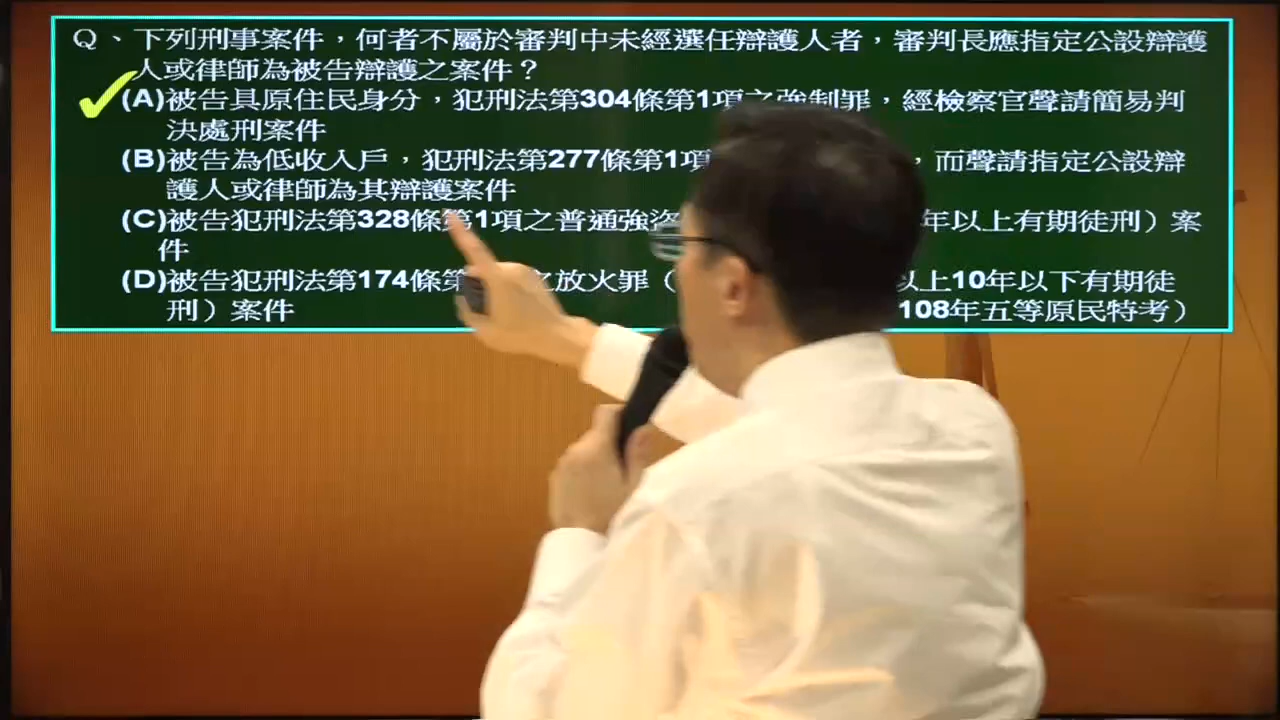 Q、下列刑事案件，何者不屬於審判中未經選任辯護人者，審判長應指定公設辯護
人或律師為被告辯護之案件？
(A)被告具原住民身分，犯刑法第304條第1項之強制罪，經檢察官聲請簡易判
決處刑案件
(B)被告為低收入戶，犯刑法第277條第1項 ，而聲請指定公設辯
護人或律師為其辯護案件
(C)被告犯刑法第328條第1項之普通強盜 年以上有期徒刑）案
件
(D)被告犯刑法第174條第 之放火罪（ 以上10年以下有期徒
刑）案件 108年五等原民特考）